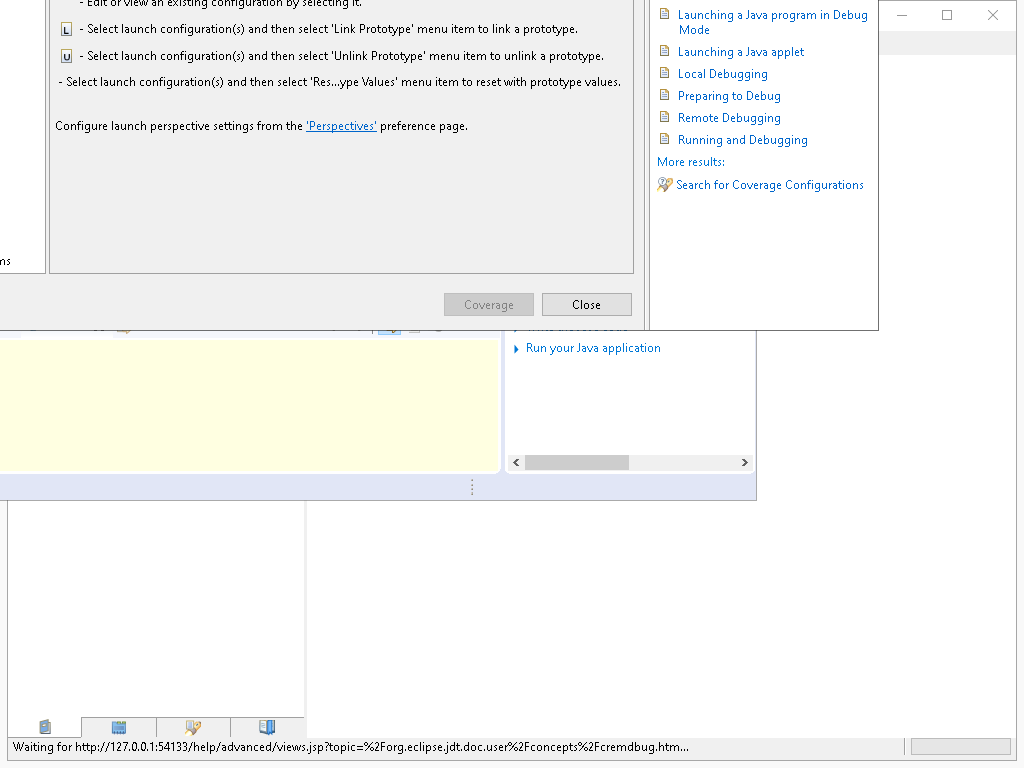 - Edit or view an existing configuration by selecting it.
L - Select launch configuration(s) and then select 'Link Prototype' menu item to link a prototype.
U - Select launch configuration(s) and then select 'Unlink Prototype' menu item to unlink a prototype.
- Select launch configuration(s) and then select 'Res...ype Values' menu item to reset with prototype values.
Configure launch perspective settings from the 'Perspectives' preference page.
ms
Coverage
Close
Launching a Java program in Debug
Mode
Launching a Java applet
Local Debugging
Preparing to Debug
Remote Debugging
Running and Debugging
More results:
Search for Coverage Configurations
Run your Java application
Waiting for http://127.0.0.1:54133/help/advanced/views.jsp?topic=%2Forg.eclipse.jdt.doc.user%2Fconcepts%2Fcremdbug.htm...